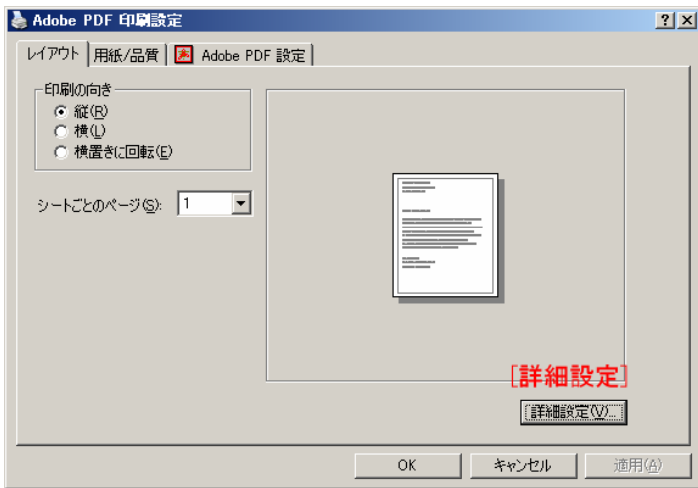 Adobe PDF 印刷設定
レイアウト 用紙/品質 Adobe PDF 設定
印刷の向き
縦(R)
横(L)
横置きに回転(E)
シートごとのページ(S): 1
[詳細設定]
詳細設定(V)...
OK キャンセル 適用(A)